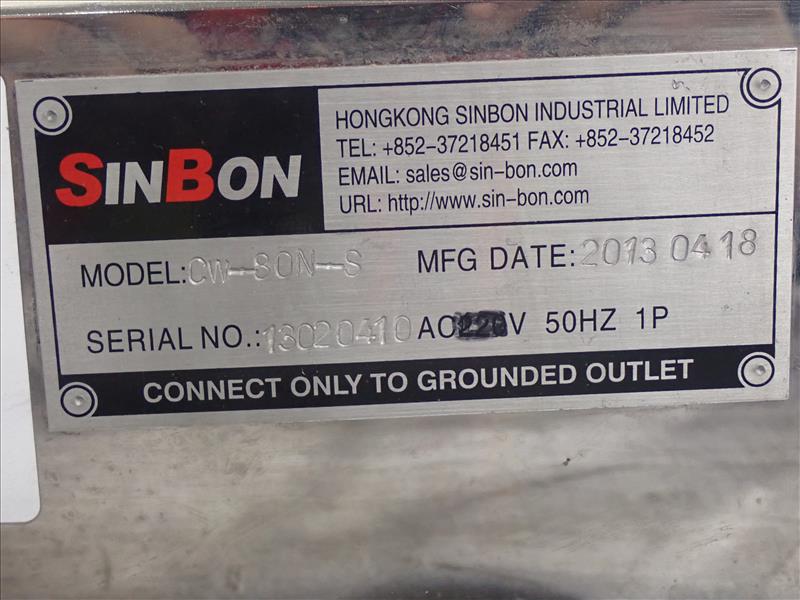 SINBON
HONGKONG SINBON INDUSTRIAL LIMITED
TEL: +852-37218451 FAX: +852-37218452
EMAIL: sales@sin-bon.com
URL: http://www.sin-bon.com
MODEL: CW-80N-S MFG DATE: 2013 04 18
SERIAL NO.: 13020410 AC V 50HZ 1P
CONNECT ONLY TO GROUNDED OUTLET